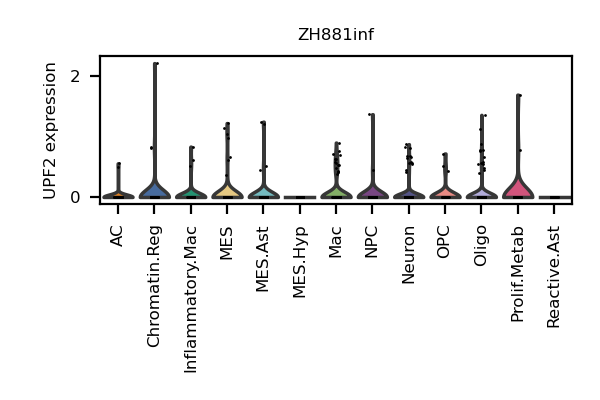 ZH881inf
UPF2 expression
2
0
AC
Chromatin.Reg
Inflammatory.Mac
MES
MES.Ast
MES.Hyp
Mac
NPC
Neuron
OPC
Oligo
Prolif.Metab
Reactive.Ast